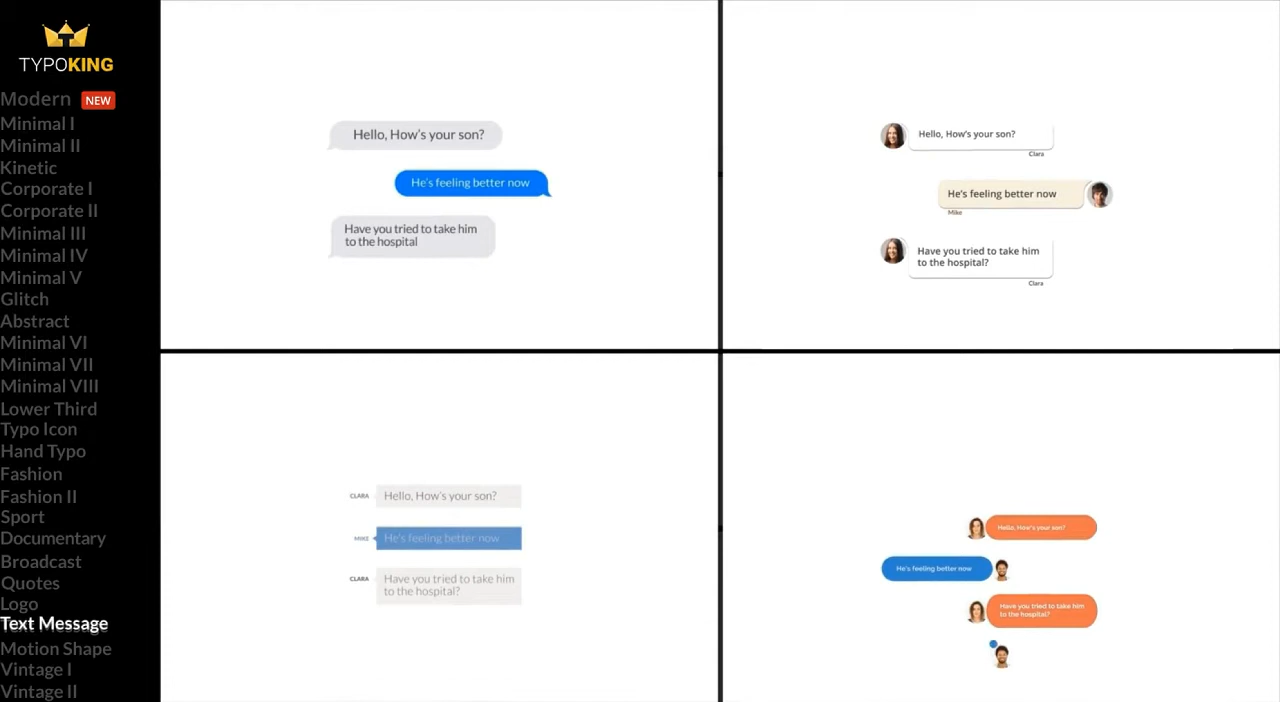 TYPOKING
Modern NEW
Minimal I
Minimal II
Kinetic
Corporate I
Corporate II
Minimal III
Minimal IV
Minimal V
Glitch
Abstract
Minimal VI
Minimal VII
Minimal VIII
Lower Third
Typo Icon
Hand Typo
Fashion
Fashion II
Sport
Documentary
Broadcast
Quotes
Logo
Text Message
Motion Shape
Vintage I
Vintage II
Hello, How's your son?
He's feeling better now
Have you tried to take him
to the hospital
Hello, How's your son?
Clara
He's feeling better now
Mike
Have you tried to take him
to the hospital?
Clara
CLARA Hello, How's your son?
MIKE He's feeling better now
CLARA Have you tried to take him
to the hospital?
Hello, How's your son?
He's feeling better now
Have you tried to take him
to the hospital?